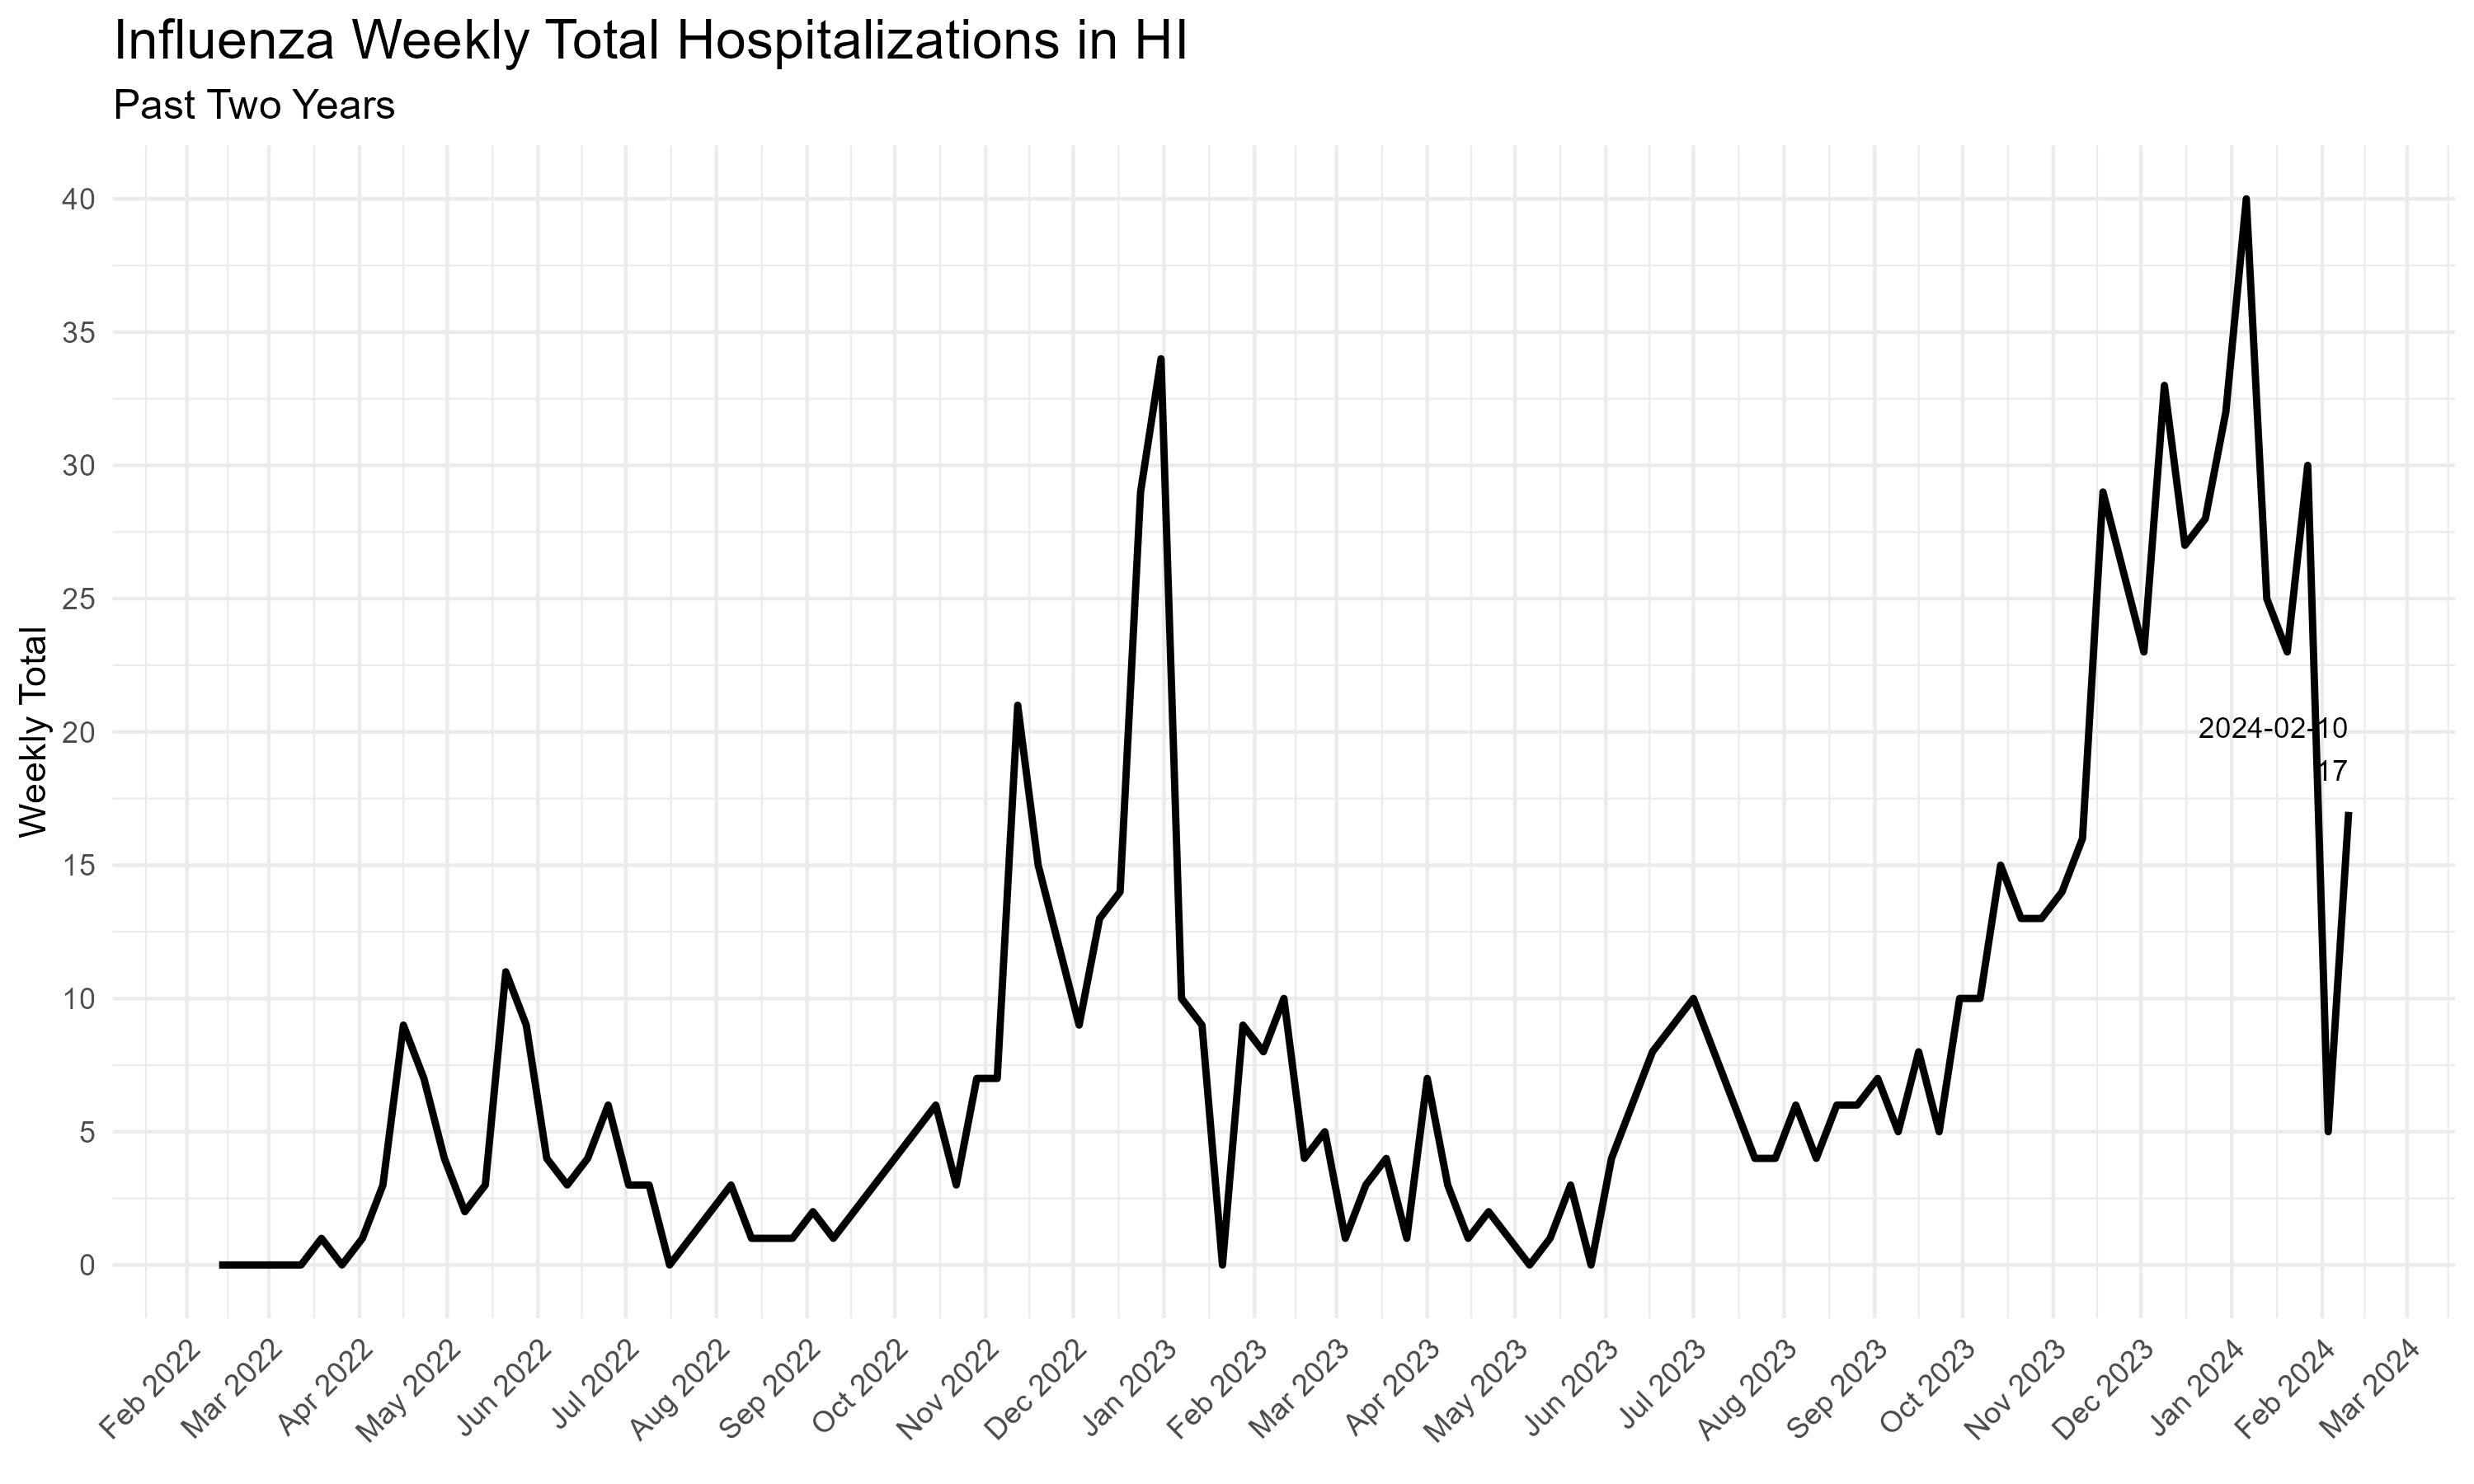 Influenza Weekly Total Hospitalizations in HI
Past Two Years
Weekly Total
40
35
30
25
20
15
10
5
0
2024-02-10
17
Feb 2022
Mar 2022
Apr 2022
May 2022
Jun 2022
Jul 2022
Aug 2022
Sep 2022
Oct 2022
Nov 2022
Dec 2022
Jan 2023
Feb 2023
Mar 2023
Apr 2023
May 2023
Jun 2023
Jul 2023
Aug 2023
Sep 2023
Oct 2023
Nov 2023
Dec 2023
Jan 2024
Feb 2024
Mar 2024